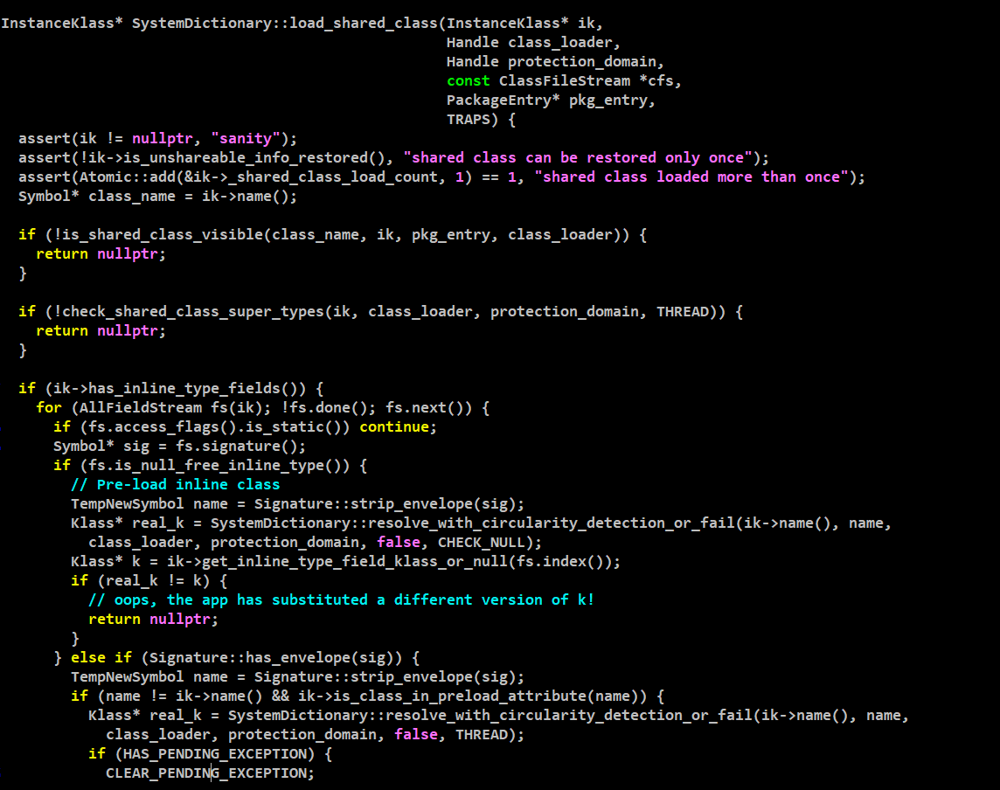 InstanceKlass* SystemDictionary::load_shared_class(InstanceKlass* ik,
                                                   Handle class_loader,
                                                   Handle protection_domain,
                                                   const ClassFileStream *cfs,
                                                   PackageEntry* pkg_entry,
                                                   TRAPS) {
  assert(ik != nullptr, "sanity");
  assert(!ik->is_unshareable_info_restored(), "shared class can be restored only once");
  assert(Atomic::add(&ik->_shared_class_load_count, 1) == 1, "shared class loaded more than once");
  Symbol* class_name = ik->name();

  if (!is_shared_class_visible(class_name, ik, pkg_entry, class_loader)) {
    return nullptr;
  }

  if (!check_shared_class_super_types(ik, class_loader, protection_domain, THREAD)) {
    return nullptr;
  }

  if (ik->has_inline_type_fields()) {
    for (AllFieldStream fs(ik); !fs.done(); fs.next()) {
      if (fs.access_flags().is_static()) continue;
      Symbol* sig = fs.signature();
      if (fs.is_null_free_inline_type()) {
        // Pre-load inline class
        TempNewSymbol name = Signature::strip_envelope(sig);
        Klass* real_k = SystemDictionary::resolve_with_circularity_detection_or_fail(ik->name(), name,
          class_loader, protection_domain, false, CHECK_NULL);
        Klass* k = ik->get_inline_type_field_klass_or_null(fs.index());
        if (real_k != k) {
          // oops, the app has substituted a different version of k!
          return nullptr;
        }
      } else if (Signature::has_envelope(sig)) {
        TempNewSymbol name = Signature::strip_envelope(sig);
        if (name != ik->name() && ik->is_class_in_preload_attribute(name)) {
          Klass* real_k = SystemDictionary::resolve_with_circularity_detection_or_fail(ik->name(), name,
            class_loader, protection_domain, false, THREAD);
          if (HAS_PENDING_EXCEPTION) {
            CLEAR_PENDING_EXCEPTION;